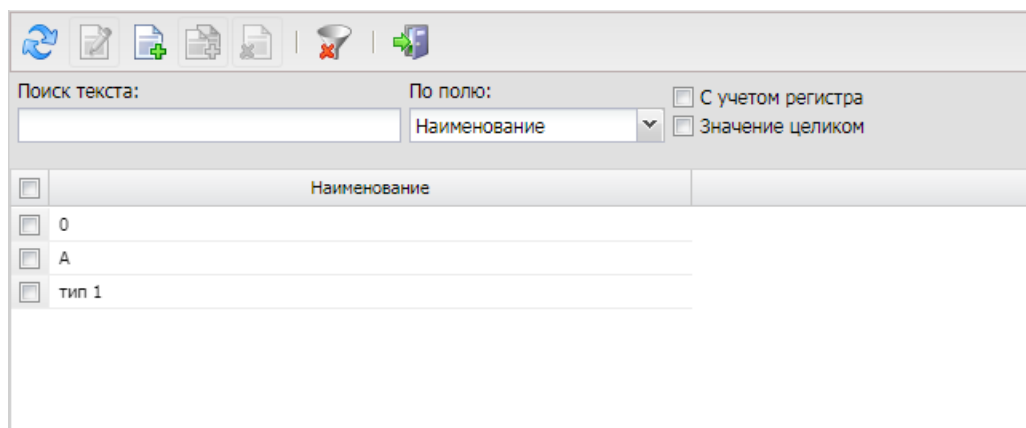 Поиск текста:
По полю:
С учетом регистра
Наименование
Значение целиком
Наименование
0
А
тип 1